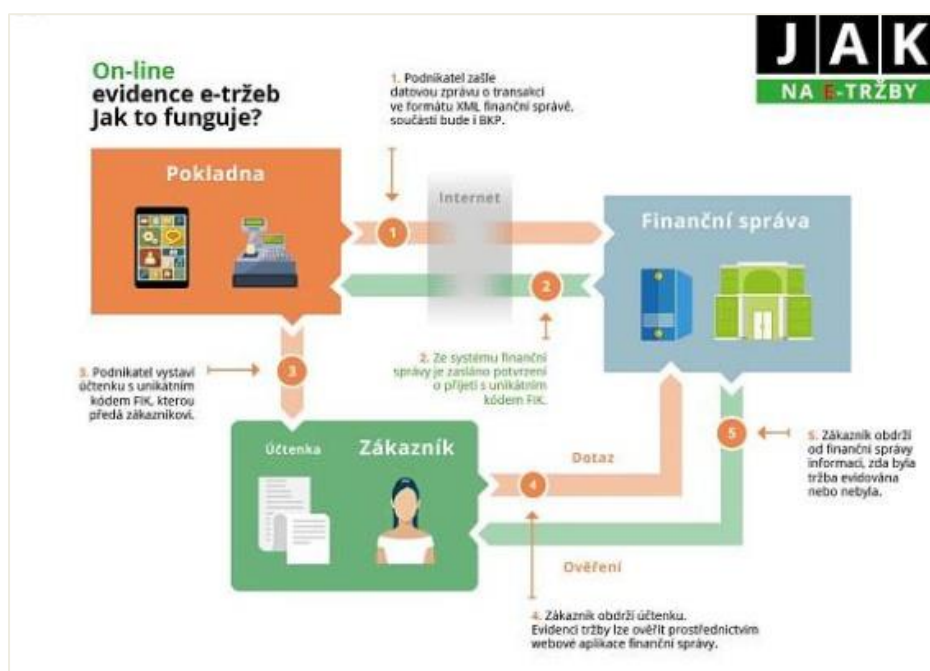 On-line
evidence e-tržeb
Jak to funguje?
1. Podnikatel zašle
datovou zprávu o transakci
ve formátu XML finanční správě,
součástí bude i BKP.
JAK
NA E-TRŽBY
Pokladna
Internet
Finanční správa
1
2
2. Ze systému finanční
správy je zasláno potvrzení
o přijetí s unikátním
kódem FIK.
3. Podnikatel vystaví
účtenku s unikátním
kódem FIK, kterou
předá zákazníkovi.
3
Účtenka
Zákazník
Dotaz
4
5
5. Zákazník obdrží
od finanční správy
informaci, zda byla
tržba evidována
nebo nebyla.
Ověření
4. Zákazník obdrží účtenku.
Evidenci tržby lze ověřit prostřednictvím
webové aplikace finanční správy.